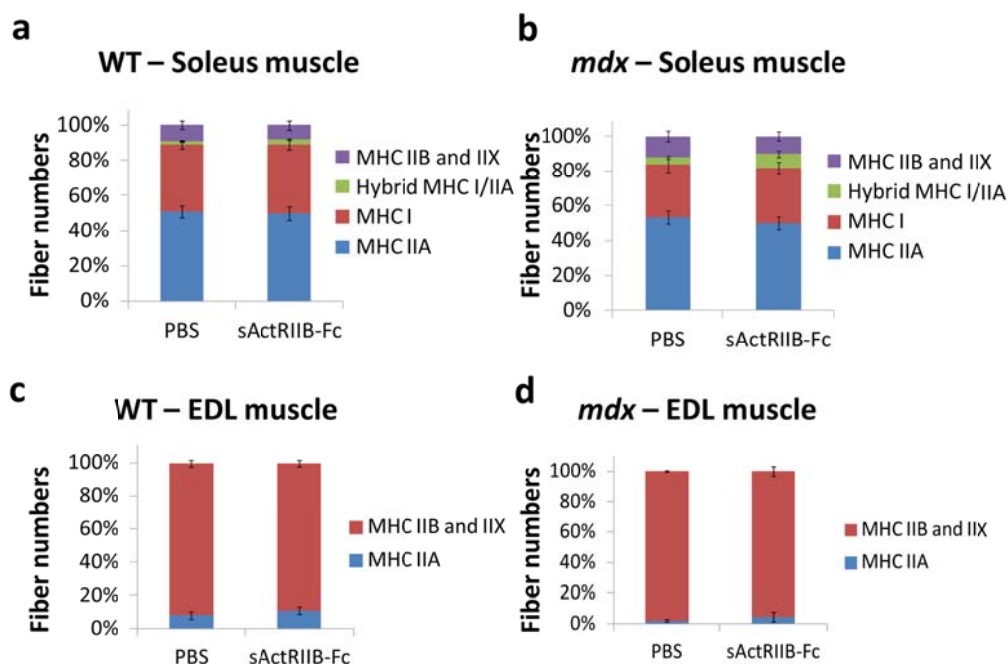 a
WT – Soleus muscle
Fiber numbers
100%
80%
60%
40%
20%
0%
PBS
sActRIIB-Fc
MHC IIB and IIX
Hybrid MHC I/IIA
MHC I
MHC IIA
b
mdx – Soleus muscle
Fiber numbers
100%
80%
60%
40%
20%
0%
PBS
sActRIIB-Fc
MHC IIB and IIX
Hybrid MHC I/IIA
MHC I
MHC IIA
c
WT – EDL muscle
Fiber numbers
100%
80%
60%
40%
20%
0%
PBS
sActRIIB-Fc
MHC IIB and IIX
MHC IIA
d
mdx – EDL muscle
Fiber numbers
100%
80%
60%
40%
20%
0%
PBS
sActRIIB-Fc
MHC IIB and IIX
MHC IIA